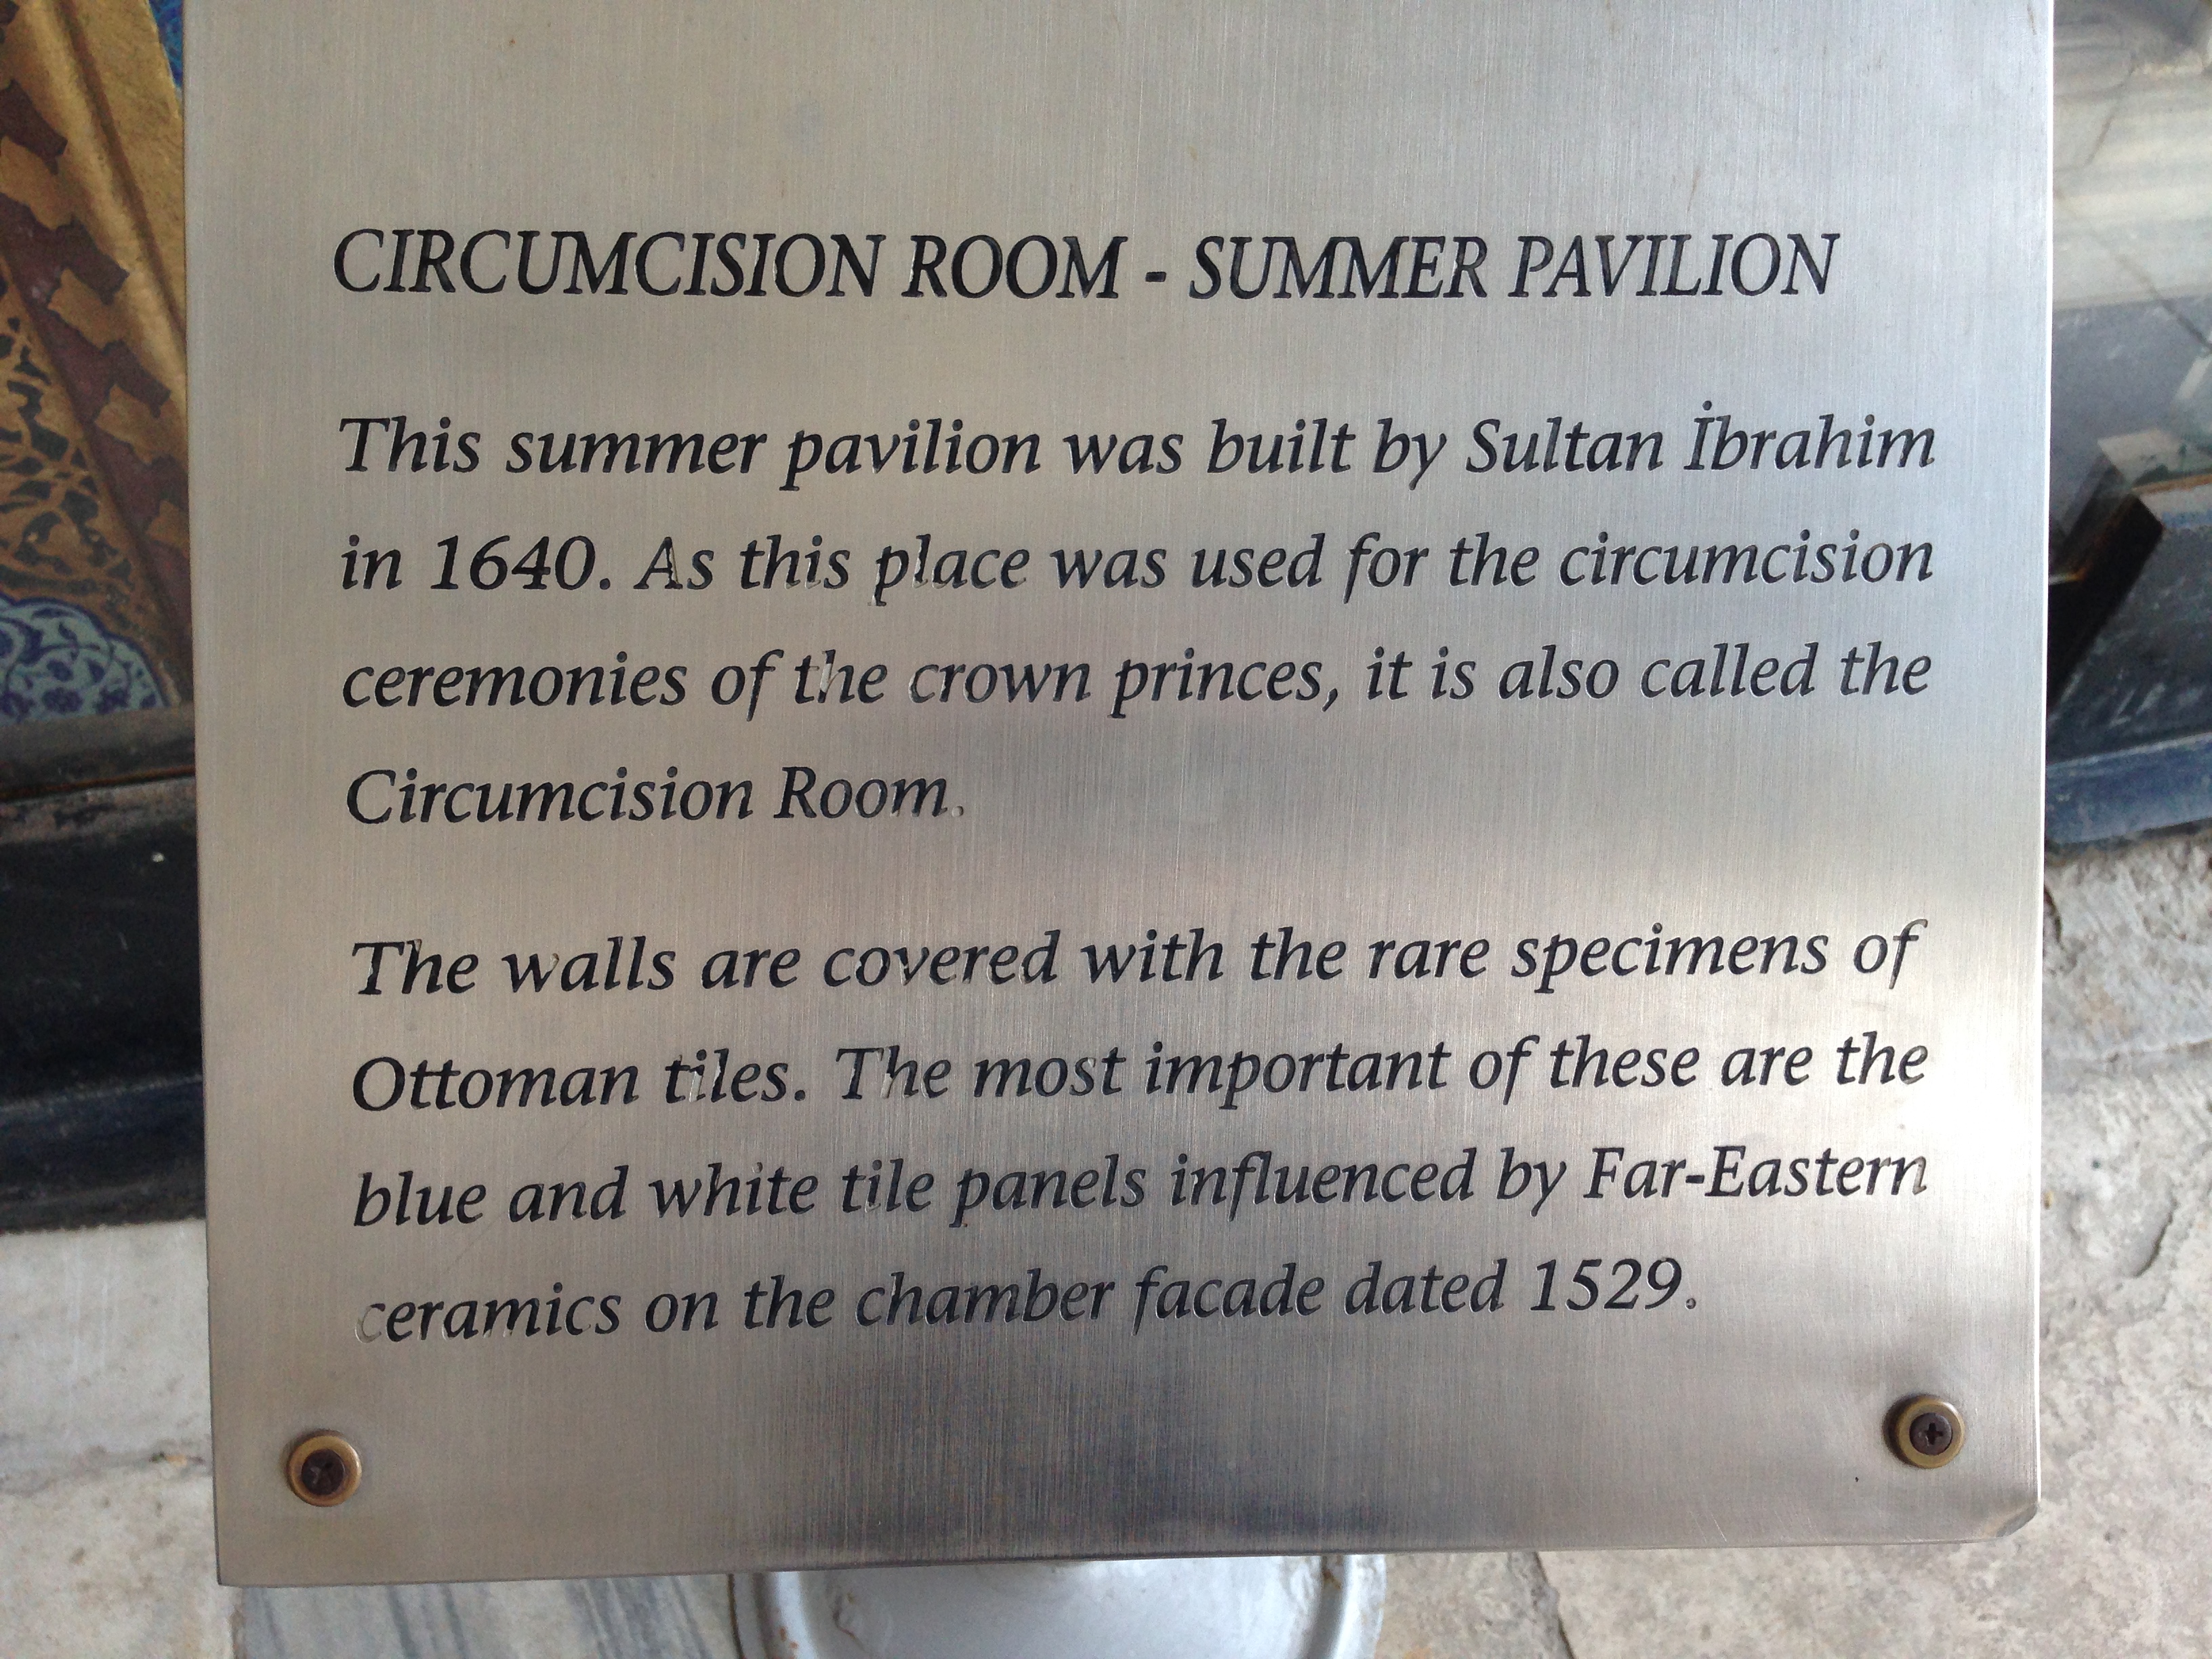 CIRCUMCISION ROOM - SUMMER PAVILION
This summer pavilion was built by Sultan İbrahim
in 1640. As this place was used for the circumcision
ceremonies of the crown princes, it is also called the
Circumcision Room.
The walls are covered with the rare specimens of
Ottoman tiles. The most important of these are the
blue and white tile panels influenced by Far-Eastern
ceramics on the chamber facade dated 1529.